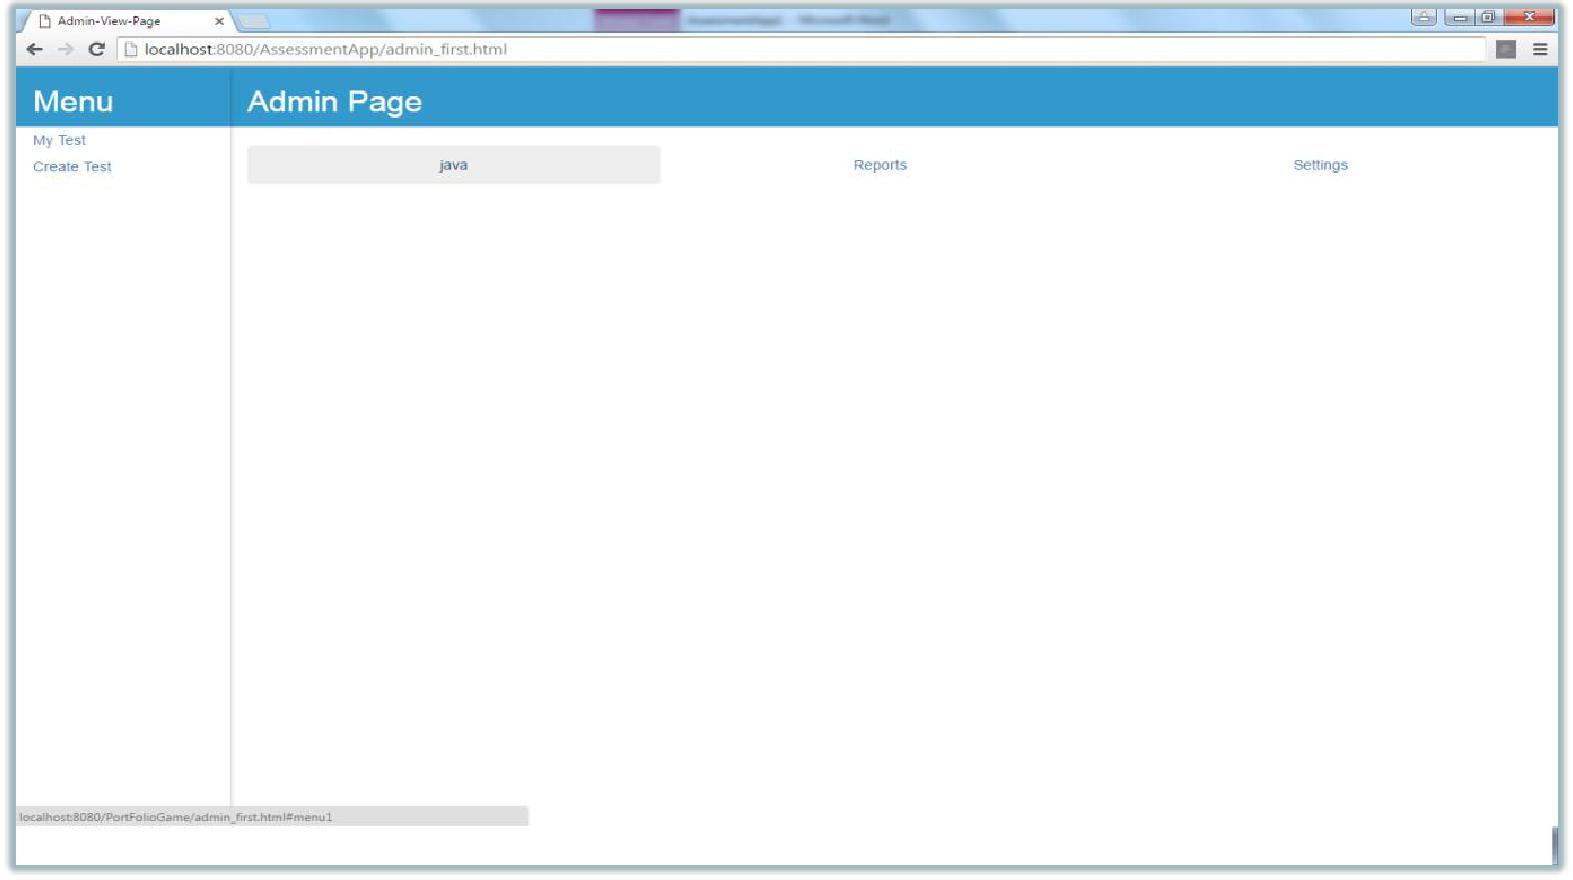 Admin-View-Page
localhost:8080/AssessmentApp/admin_first.html
Menu
Admin Page
My Test
Create Test
java
Reports
Settings
localhost:8080/PortFolioGame/admin_first.html#menu1